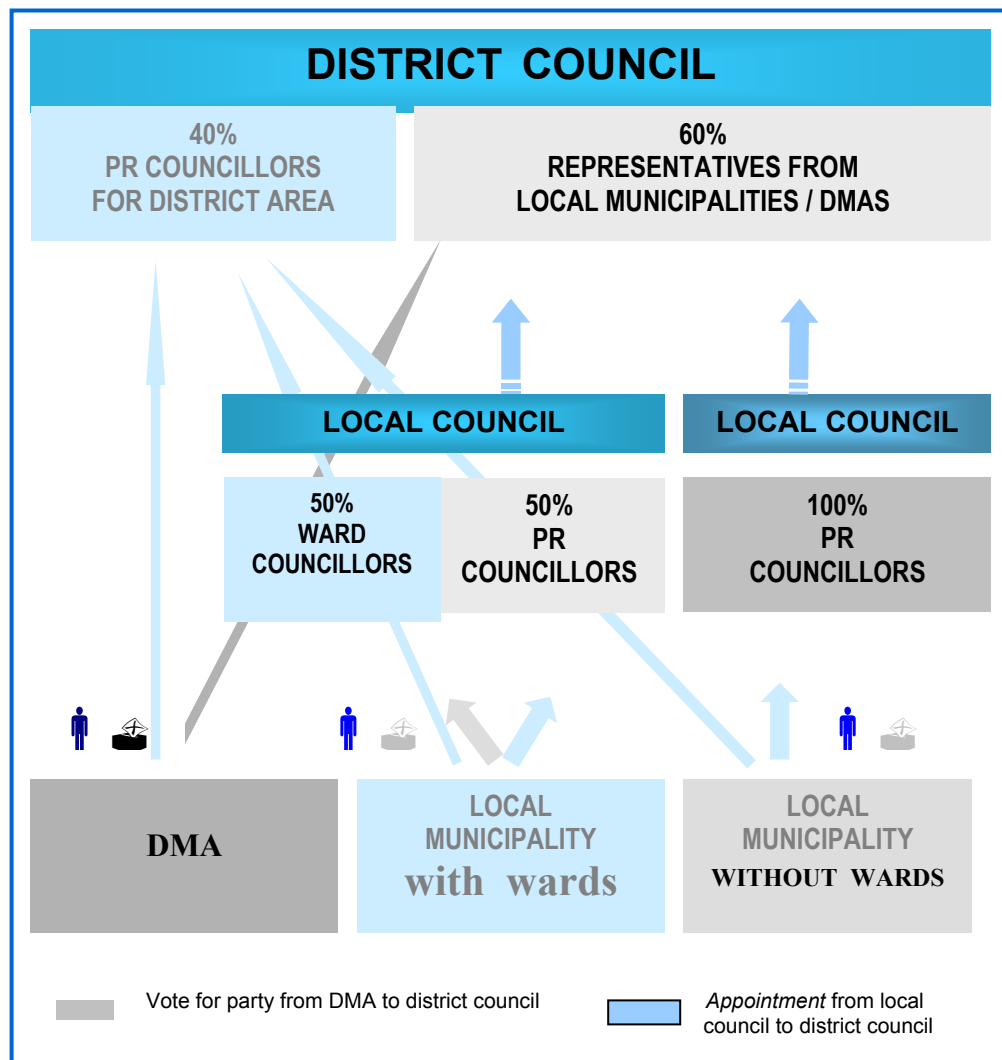 DISTRICT COUNCIL
40%
PR COUNCILLORS
FOR DISTRICT AREA
60%
REPRESENTATIVES FROM
LOCAL MUNICIPALITIES / DMAS
LOCAL COUNCIL
LOCAL COUNCIL
50%
WARD
COUNCILLORS
50%
PR
COUNCILLORS
100%
PR
COUNCILLORS
DMA
LOCAL
MUNICIPALITY
with wards
LOCAL
MUNICIPALITY
WITHOUT WARDS
Vote for party from DMA to district council
Appointment from local
council to district council